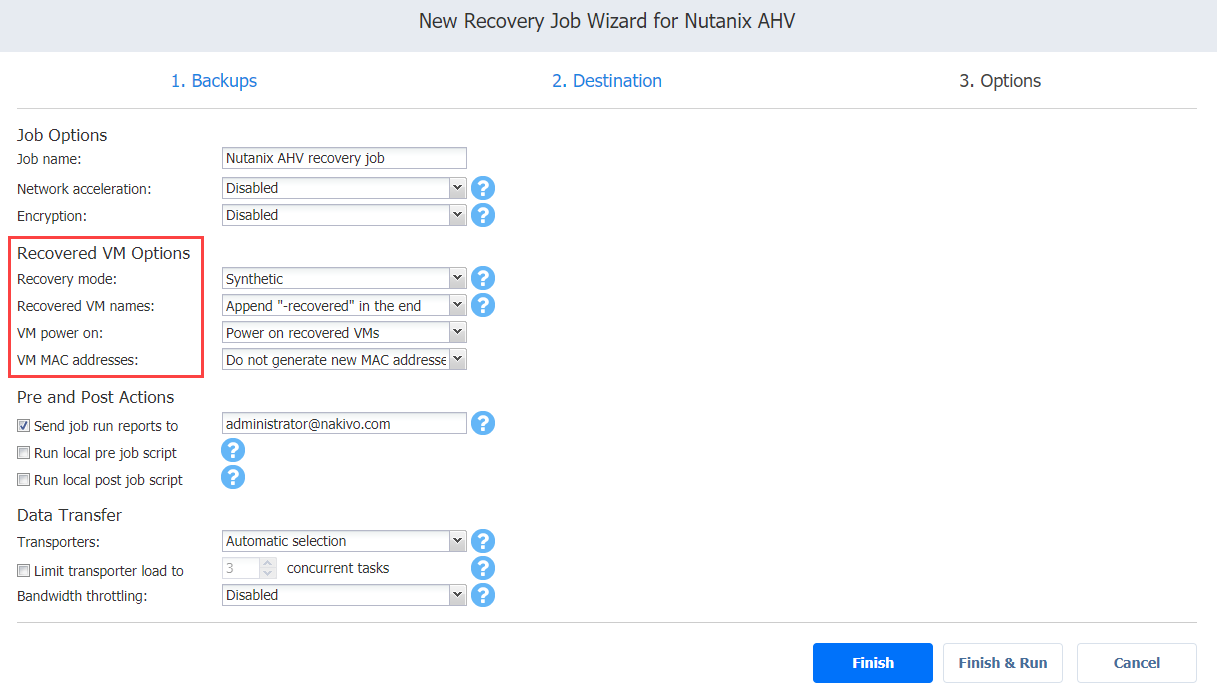 New Recovery Job Wizard for Nutanix AHV
1. Backups 2. Destination 3. Options
Job Options
Job name: Nutanix AHV recovery job
Network acceleration: Disabled ?
Encryption: Disabled ?
Recovered VM Options
Recovery mode: Synthetic ?
Recovered VM names: Append "-recovered" in the end ?
VM power on: Power on recovered VMs
VM MAC addresses: Do not generate new MAC addresse
Pre and Post Actions
Send job run reports to administrator@nakivo.com ?
Run local pre job script ?
Run local post job script ?
Data Transfer
Transporters: Automatic selection ?
Limit transporter load to 3 concurrent tasks ?
Bandwidth throttling: Disabled ?
Finish Finish & Run Cancel